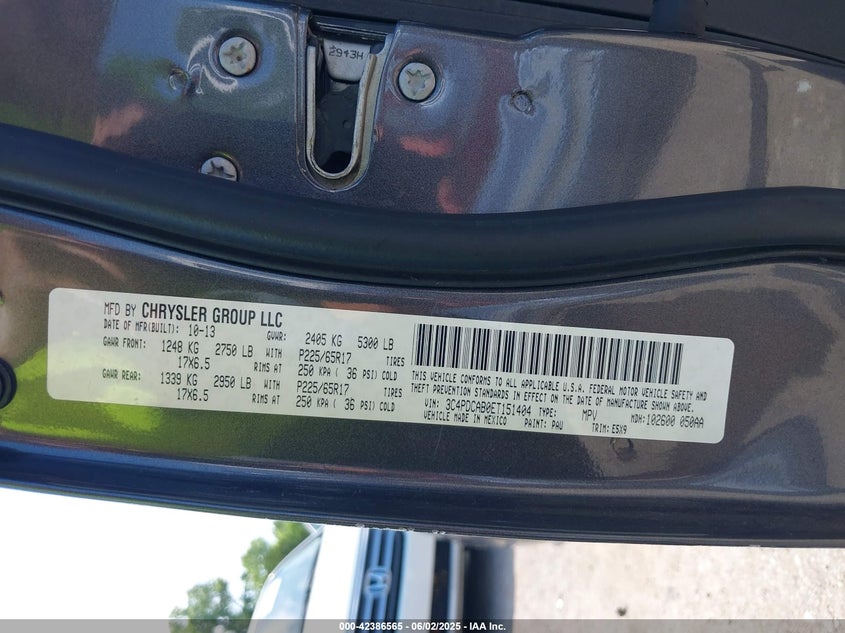 2943H
MFD BY CHRYSLER GROUP LLC
DATE OF MFR(BUILT): 10-13 GVWR: 2405 KG 5300 LB
GAWR FRONT: 1248 KG 2750 LB WITH P225/65R17 TIRES
17X6.5 RIMS AT 250 KPA ( 36 PSI) COLD
GAWR REAR: 1339 KG 2950 LB WITH P225/65R17 TIRES
17X6.5 RIMS AT 250 KPA ( 36 PSI) COLD
THIS VEHICLE CONFORMS TO ALL APPLICABLE U.S.A. FEDERAL MOTOR VEHICLE SAFETY AND
THEFT PREVENTION STANDARDS IN EFFECT ON THE DATE OF MANUFACTURE SHOWN ABOVE.
VIN: 3C4PDCAB0ET151404 TYPE: MPV MDH: 102600 050AA
VEHICLE MADE IN MEXICO PAINT: PAU TRIM: E5X9
000-42386565 - 06/02/2025 - IAA Inc.